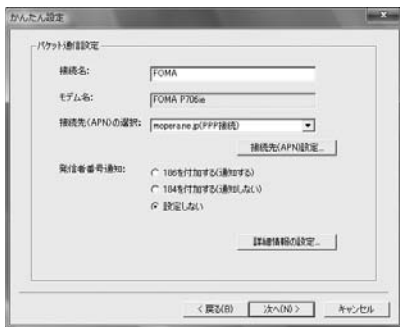 かんたん設定
パケット通信設定
接続名: FOMA
モデム名: FOMA P706ie
接続先(APN)の選択: mopera.ne.jp(PPP接続)
接続先(APN)設定...
発信者番号通知: 186を付加する(通知する)
184を付加する(通知しない)
設定しない
詳細情報の設定...
< 戻る(B) 次へ(N) > キャンセル